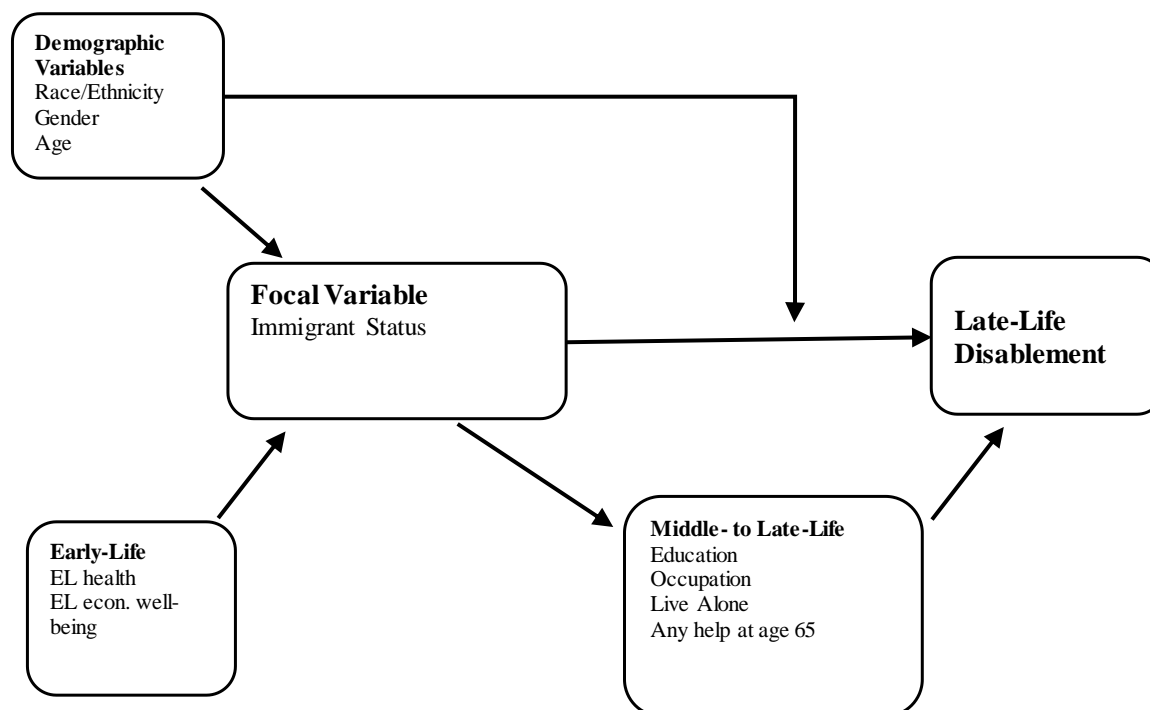 Demographic
Variables
Race/Ethnicity
Gender
Age
Focal Variable
Immigrant Status
Late-Life
Disablement
Early-Life
EL health
EL econ. well-
being
Middle- to Late-Life
Education
Occupation
Live Alone
Any help at age 65